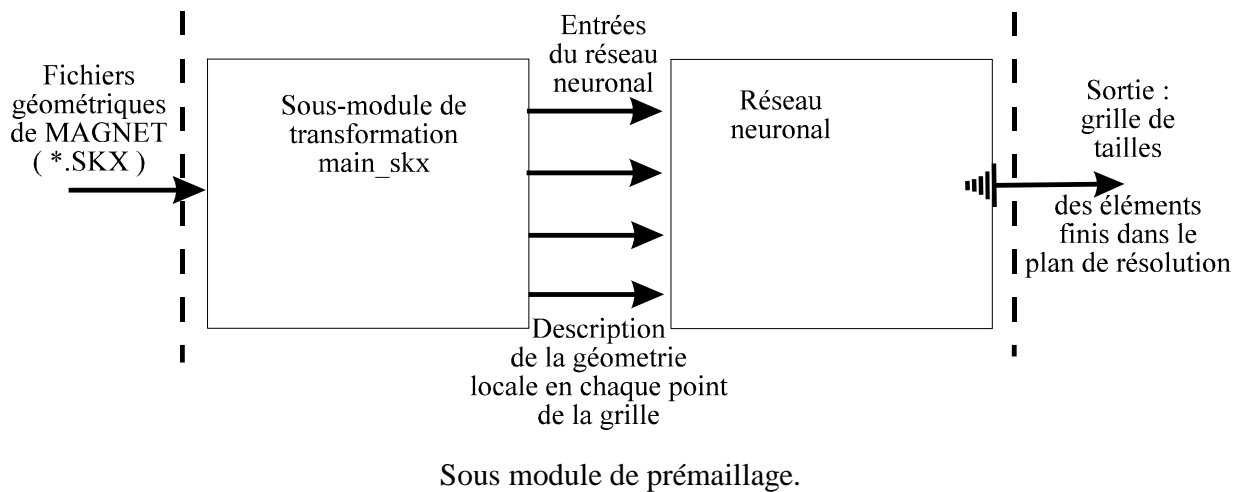 Fichiers
géométriques
de MAGNET
( *.SKX )
Sous-module de
transformation
main_skx
Entrées
du réseau
neuronal
Description
de la géometrie
locale en chaque point
de la grille
Réseau
neuronal
Sortie :
grille de
tailles
des éléments
finis dans le
plan de résolution
Sous module de prémaillage.